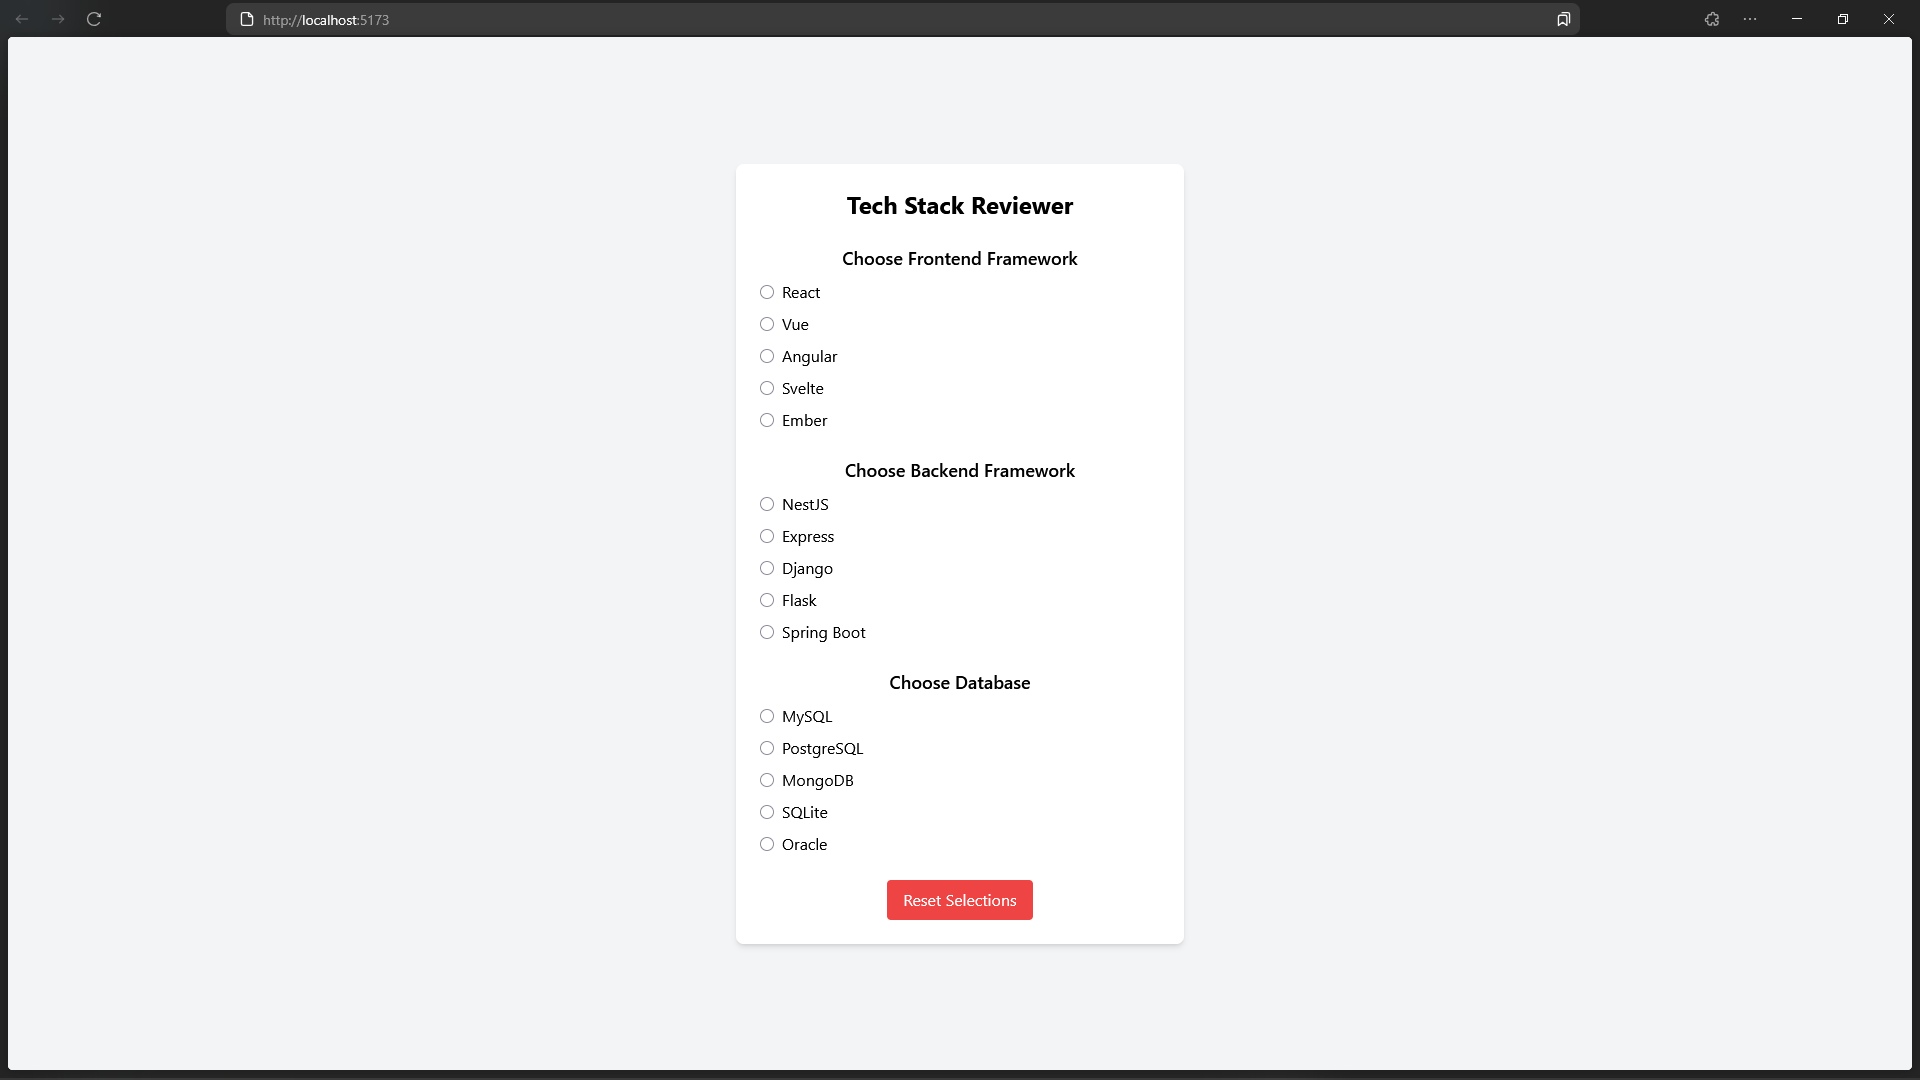 http://localhost:5173
Tech Stack Reviewer
Choose Frontend Framework
React
Vue
Angular
Svelte
Ember
Choose Backend Framework
NestJS
Express
Django
Flask
Spring Boot
Choose Database
MySQL
PostgreSQL
MongoDB
SQLite
Oracle
Reset Selections